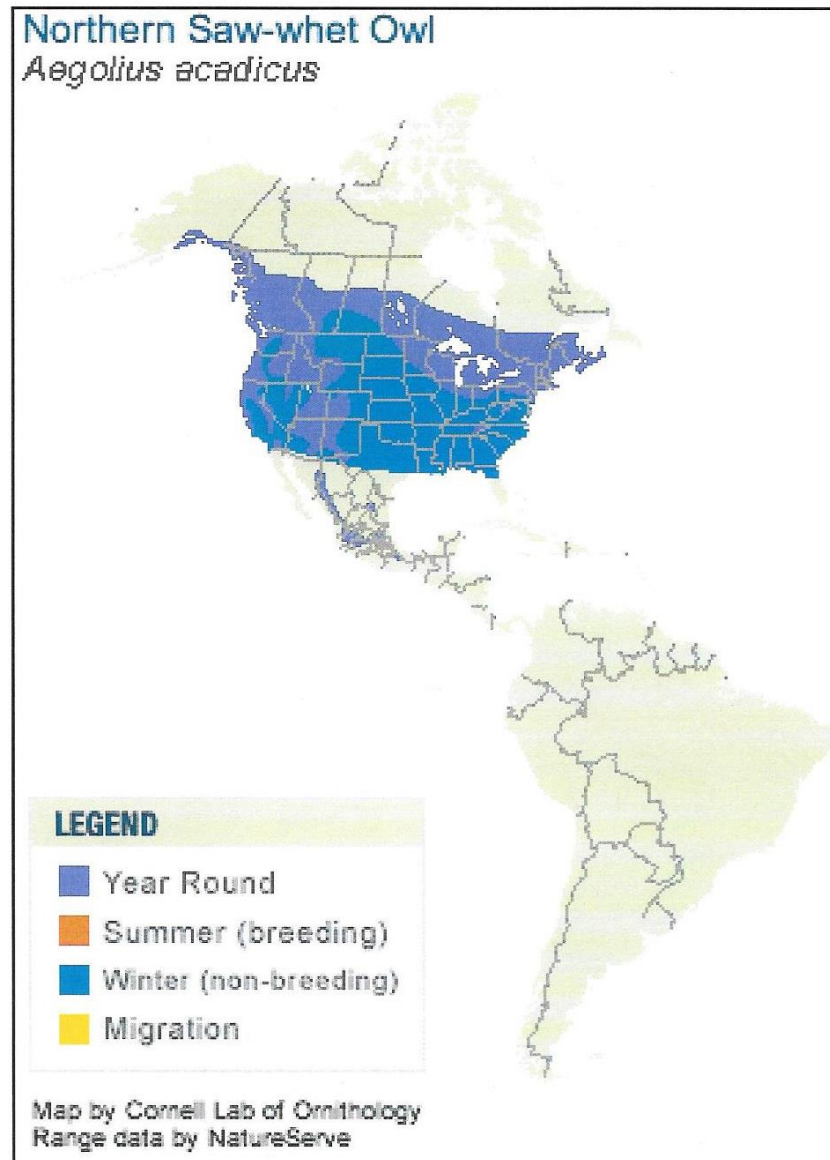 Northern Saw-whet Owl
Aegolius acadicus
LEGEND
Year Round
Summer (breeding)
Winter (non-breeding)
Migration
Map by Cornell Lab of Ornithology
Range data by NatureServe